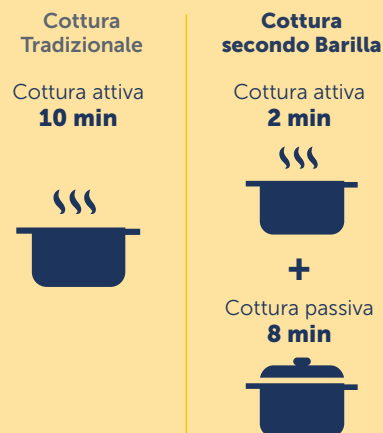 Cottura
Tradizionale
Cottura attiva
10 min
Cottura
secondo Barilla
Cottura attiva
2 min
+
Cottura passiva
8 min